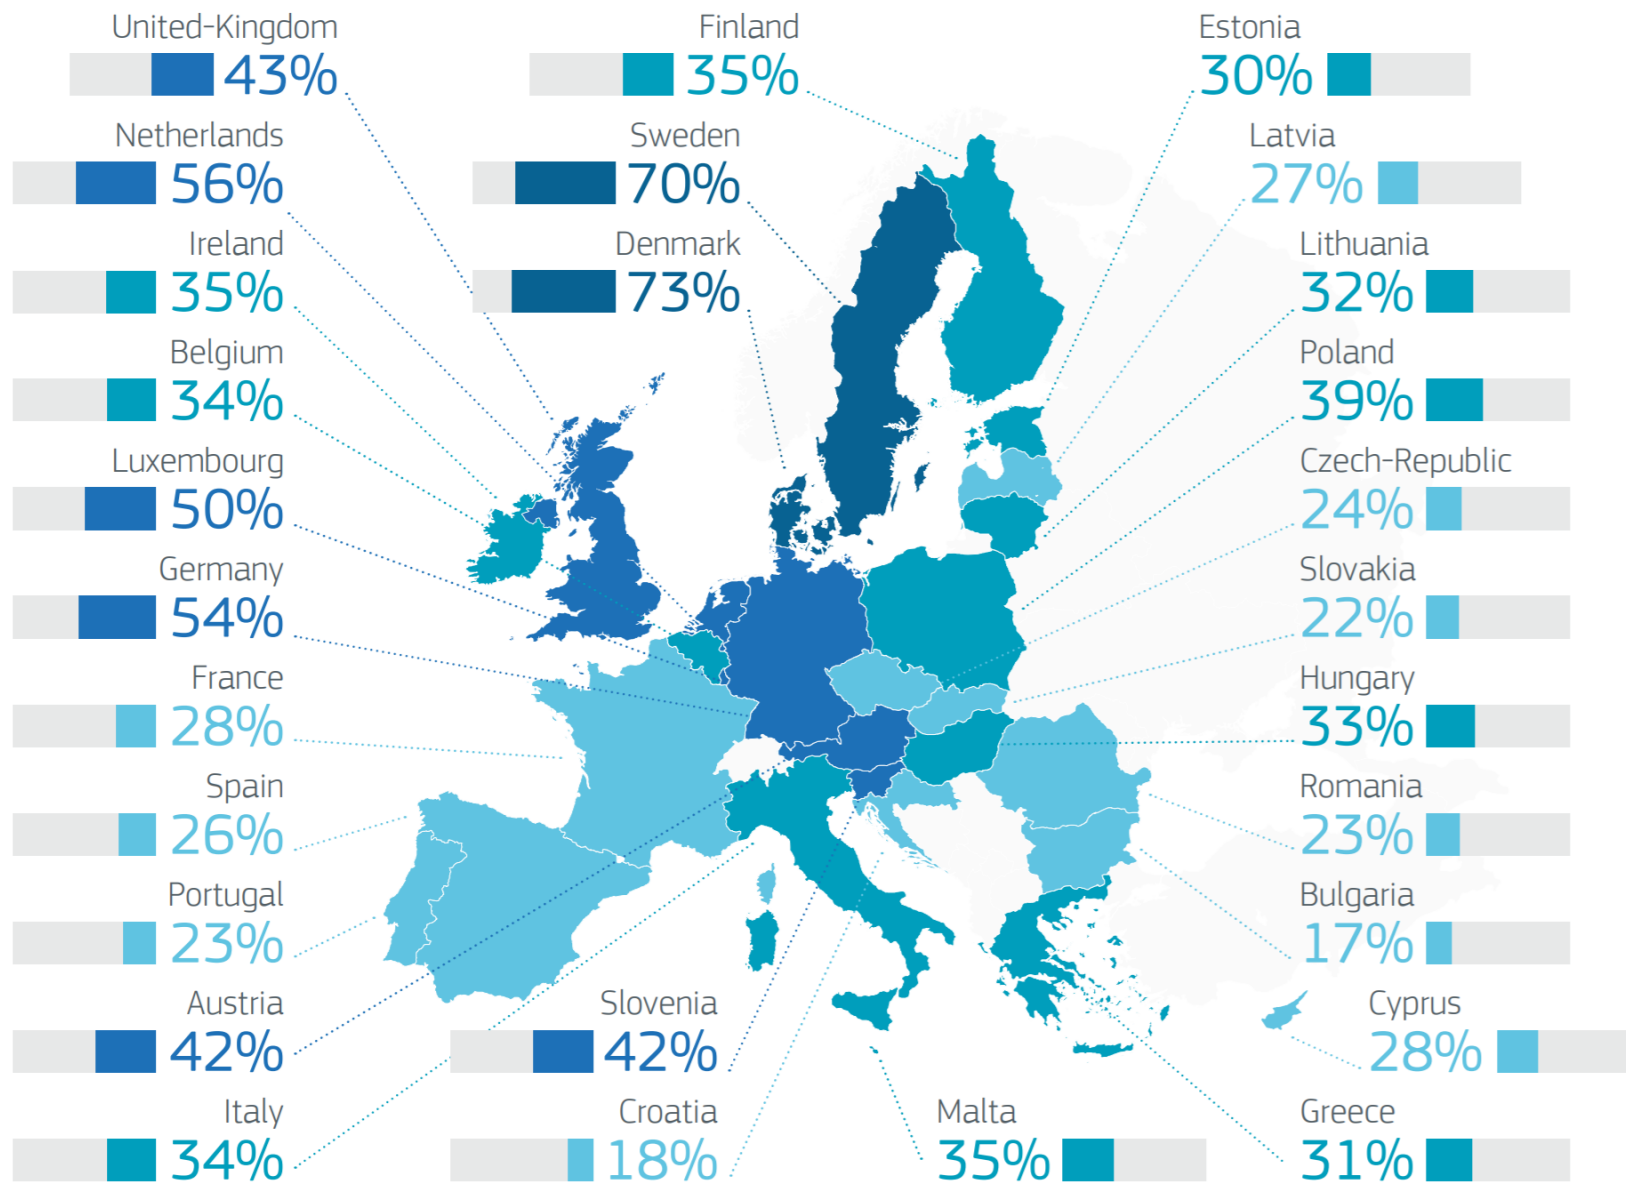 United-Kingdom
43%
Finland
35%
Estonia
30%
Netherlands
56%
Sweden
70%
Latvia
27%
Ireland
35%
Denmark
73%
Lithuania
32%
Belgium
34%
Poland
39%
Luxembourg
50%
Czech-Republic
24%
Germany
54%
Slovakia
22%
France
28%
Hungary
33%
Spain
26%
Romania
23%
Portugal
23%
Bulgaria
17%
Austria
42%
Slovenia
42%
Cyprus
28%
Italy
34%
Croatia
18%
Malta
35%
Greece
31%